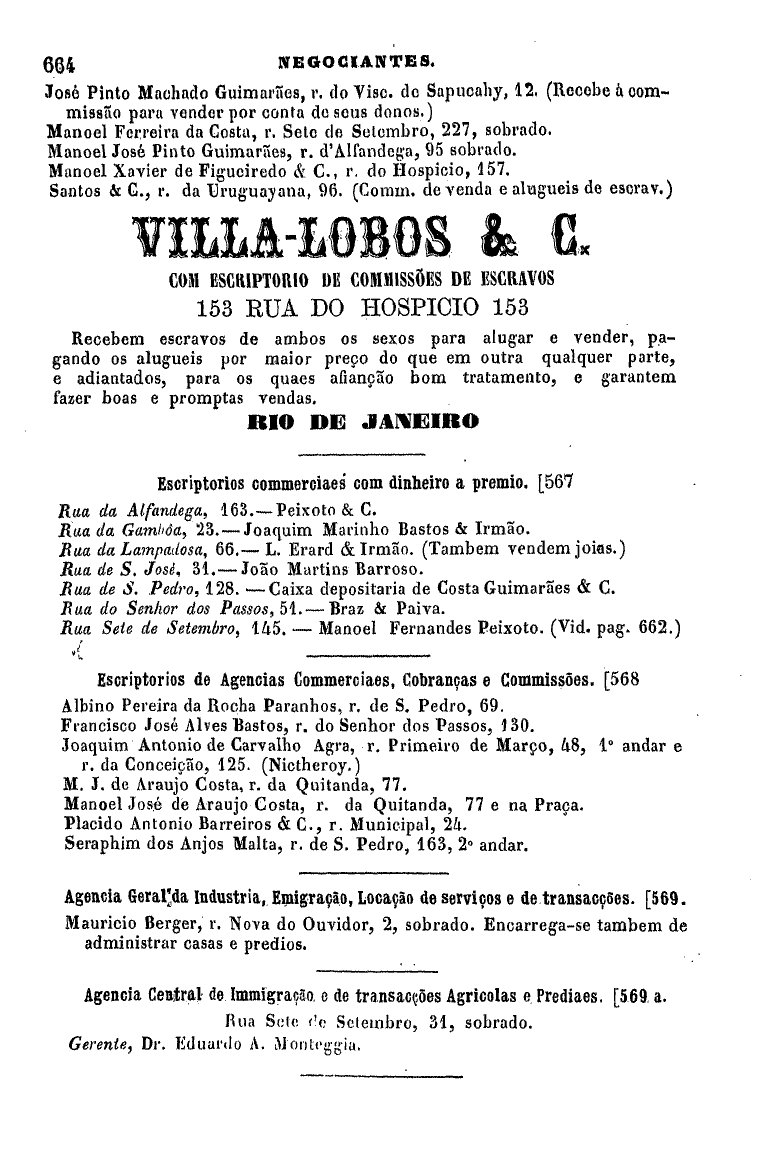 664 NEGOCIANTES.
José Pinto Machado Guimarães, r. do Visc. de Sapucahy, 12. (Recebe à com-
missão para vender por conta de seus donos.)
Manoel Ferreira da Costa, r. Sete de Setembro, 227, sobrado.
Manoel José Pinto Guimarães, r. d'Alfandega, 95 sobrado.
Manoel Xavier de Figueiredo & C., r. do Hospicio, 157.
Santos & C., r. da Uruguayana, 96. (Comm. de venda e alugueis de escrav.)
VILLA-LOBOS & C.
COM ESCRIPTORIO DE COMMISSÕES DE ESCRAVOS
153 RUA DO HOSPICIO 153
Recebem escravos de ambos os sexos para alugar e vender, pa-
gando os alugueis por maior preço do que em outra qualquer parte,
e adiantados, para os quaes afianção bom tratamento, e garantem
fazer boas e promptas vendas.
RIO DE JANEIRO
Escriptorios commerciaes com dinheiro a premio. [567
Rua da Alfandega, 163.—Peixoto & C.
Rua da Gambôa, 23.—Joaquim Marinho Bastos & Irmão.
Rua da Lampadosa, 66.— L. Erard & Irmão. (Tambem vendem joias.)
Rua de S. José, 31.—João Martins Barroso.
Rua de S. Pedro, 128. —Caixa depositaria de Costa Guimarães & C.
Rua do Senhor dos Passos, 51.— Braz & Paiva.
Rua Sete de Setembro, 145. — Manoel Fernandes Peixoto. (Vid. pag. 662.)
Escriptorios de Agencias Commerciaes, Cobranças e Commissões. [568
Albino Pereira da Rocha Paranhos, r. de S. Pedro, 69.
Francisco José Alves Bastos, r. do Senhor dos Passos, 130.
Joaquim Antonio de Carvalho Agra, r. Primeiro de Março, 48, 1º andar e
r. da Conceição, 125. (Nictheroy.)
M. J. de Araujo Costa, r. da Quitanda, 77.
Manoel José de Araujo Costa, r. da Quitanda, 77 e na Praça.
Placido Antonio Barreiros & C., r. Municipal, 24.
Seraphim dos Anjos Malta, r. de S. Pedro, 163, 2º andar.
Agencia Geral da Industria, Emigração, Locação de serviços e de transacções. [569.
Mauricio Berger, r. Nova do Ouvidor, 2, sobrado. Encarrega-se tambem de
administrar casas e predios.
Agencia Central de Immigração e de transacções Agricolas e Prediaes. [569 a.
Rua Sete de Setembro, 31, sobrado.
Gerente, Dr. Eduardo A. Monteggia.